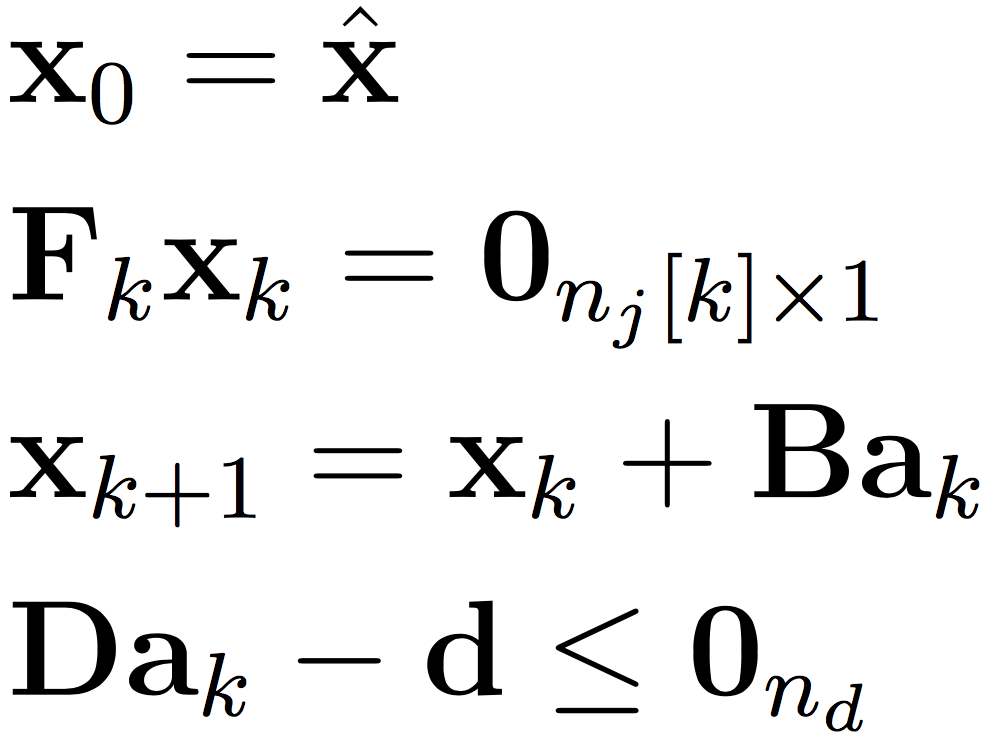 𝐱₀ = 𝐱̂
𝐅ₖ𝐱ₖ = 𝟎_{n_j[k]×1}
𝐱ₖ₊₁ = 𝐱ₖ + 𝐁𝐚ₖ
𝐃𝐚ₖ − 𝐝 ≤ 𝟎_{n_d}